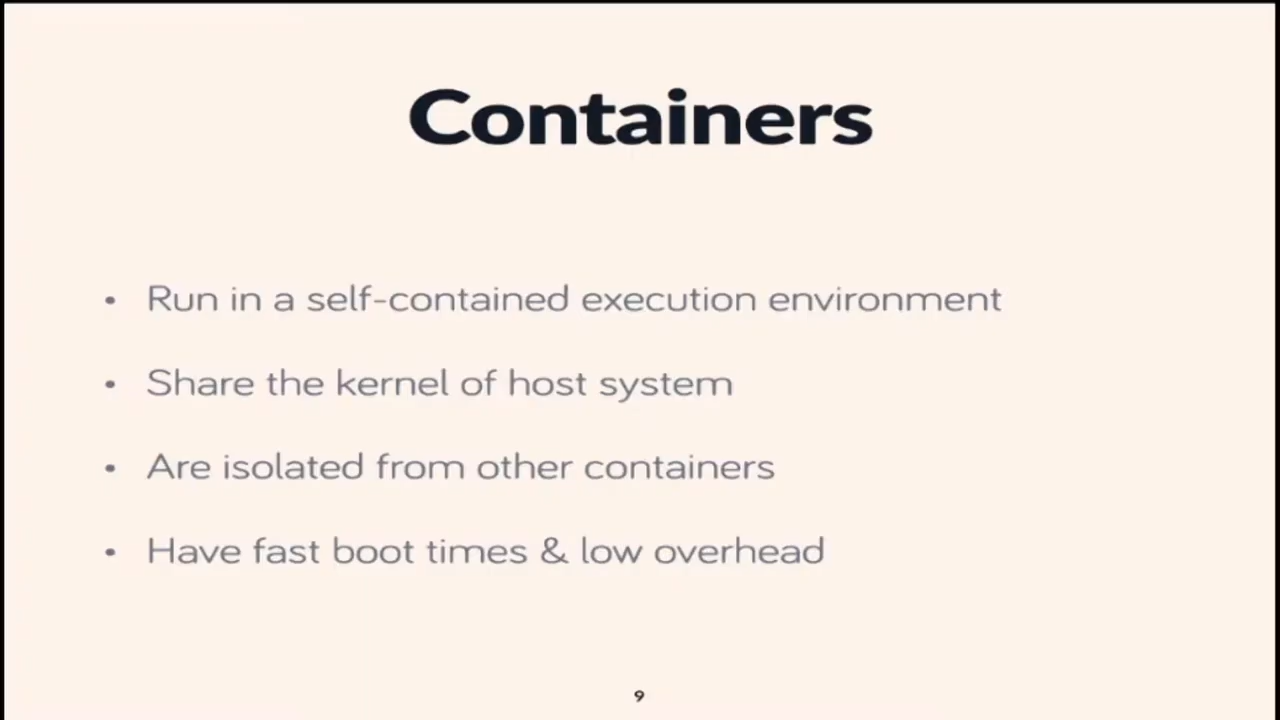 Containers
• Run in a self-contained execution environment
• Share the kernel of host system
• Are isolated from other containers
• Have fast boot times & low overhead
9